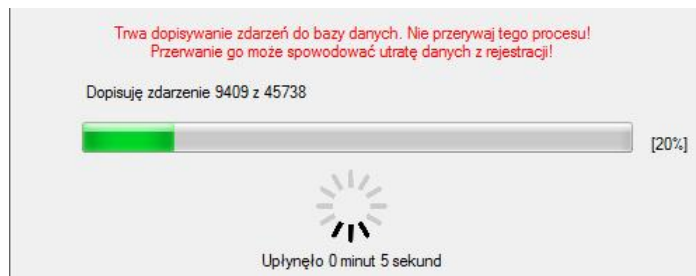 Trwa dopisywanie zdarzeń do bazy danych. Nie przerywaj tego procesu!
Przerwanie go może spowodować utratę danych z rejestracji!
Dopisuję zdarzenie 9409 z 45738
[20%]
Upłynęło 0 minut 5 sekund